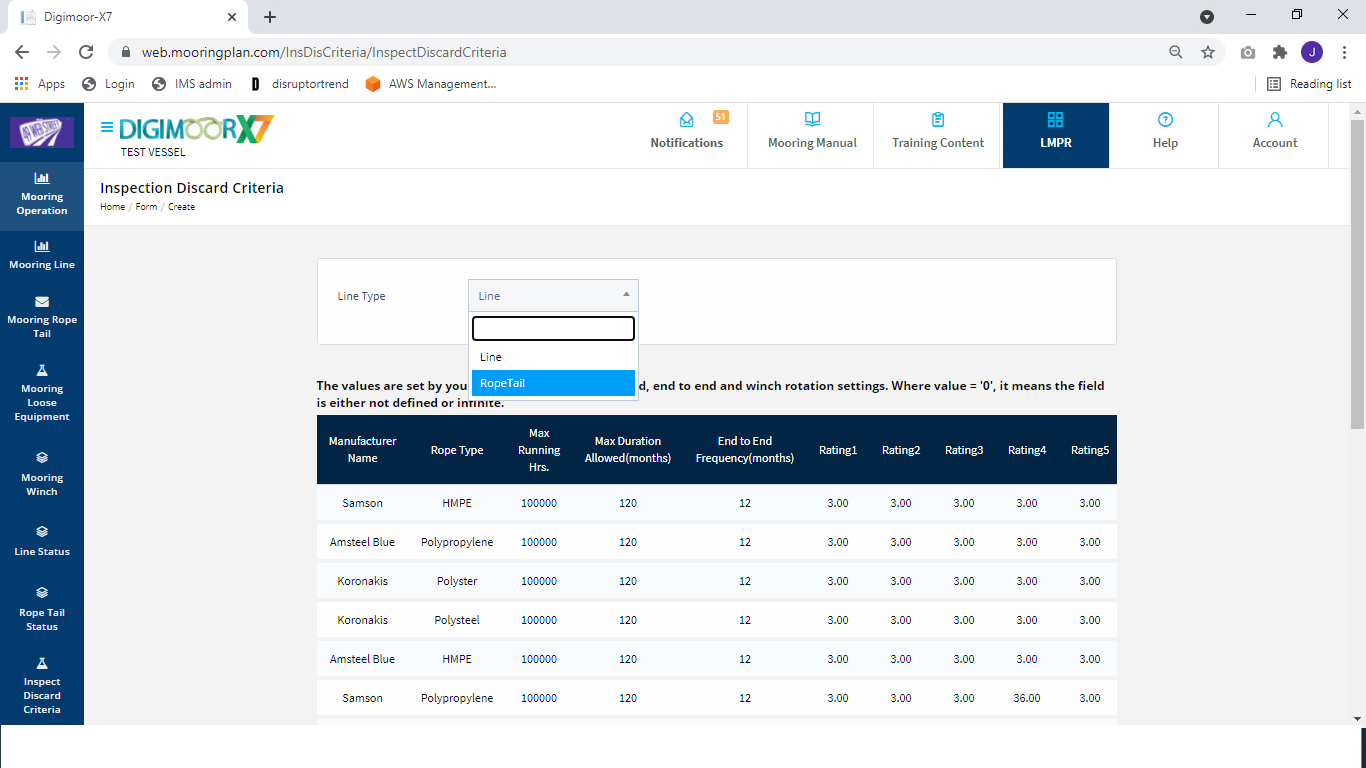 Digimoor-X7
web.mooringplan.com/InsDisCriteria/InspectDiscardCriteria
J
Apps
Login
IMS admin
D
disruptortrend
AWS Management...
Reading list
49 WEB STREET
DIGIMOORX7
TEST VESSEL
51
Notifications
Mooring Manual
Training Content
LMPR
Help
Account
Mooring
Operation
Mooring Line
Mooring Rope
Tail
Mooring
Loose
Equipment
Mooring
Winch
Line Status
Rope Tail
Status
Inspect
Discard
Criteria
Inspection Discard Criteria
Home / Form / Create
Line Type
Line
Line
RopeTail
The values are set by you d, end to end and winch rotation settings. Where value = '0', it means the field
is either not defined or infinite.
Manufacturer Name Rope Type Max Running Hrs. Max Duration Allowed(months) End to End Frequency(months) Rating1 Rating2 Rating3 Rating4 Rating5
Samson HMPE 100000 120 12 3.00 3.00 3.00 3.00 3.00
Amsteel Blue Polypropylene 100000 120 12 3.00 3.00 3.00 3.00 3.00
Koronakis Polyster 100000 120 12 3.00 3.00 3.00 3.00 3.00
Koronakis Polysteel 100000 120 12 3.00 3.00 3.00 3.00 3.00
Amsteel Blue HMPE 100000 120 12 3.00 3.00 3.00 3.00 3.00
Samson Polypropylene 100000 120 12 3.00 3.00 3.00 36.00 3.00